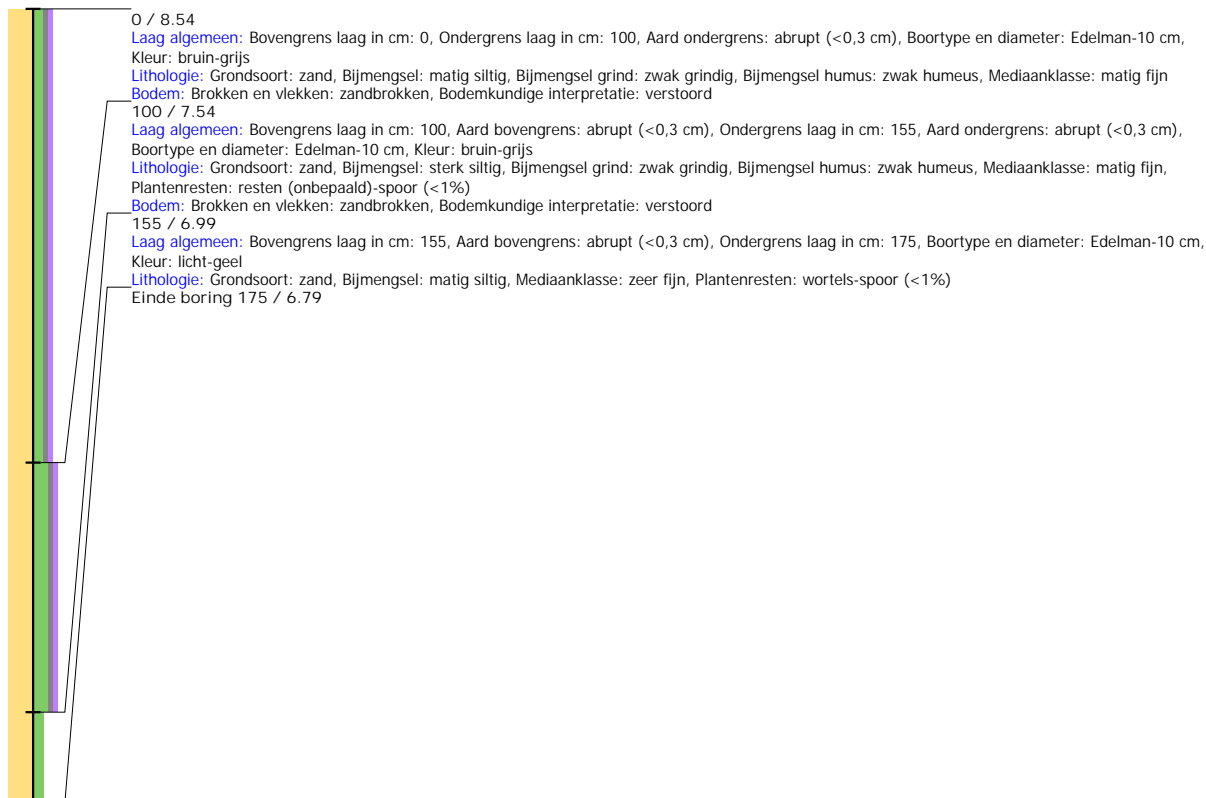 0 / 8.54
Laag algemeen: Bovengrens laag in cm: 0, Ondergrens laag in cm: 100, Aard ondergrens: abrupt (<0,3 cm), Boortype en diameter: Edelman-10 cm,
Kleur: bruin-grijs
Lithologie: Grondsoort: zand, Bijmengsel: matig siltig, Bijmengsel grind: zwak grindig, Bijmengsel humus: zwak humeus, Mediaanklasse: matig fijn
Bodem: Brokken en vlekken: zandbrokken, Bodemkundige interpretatie: verstoord
100 / 7.54
Laag algemeen: Bovengrens laag in cm: 100, Aard bovengrens: abrupt (<0,3 cm), Ondergrens laag in cm: 155, Aard ondergrens: abrupt (<0,3 cm),
Boortype en diameter: Edelman-10 cm, Kleur: bruin-grijs
Lithologie: Grondsoort: zand, Bijmengsel: sterk siltig, Bijmengsel grind: zwak grindig, Bijmengsel humus: zwak humeus, Mediaanklasse: matig fijn,
Plantenresten: resten (onbepaald)-spoor (<1%)
Bodem: Brokken en vlekken: zandbrokken, Bodemkundige interpretatie: verstoord
155 / 6.99
Laag algemeen: Bovengrens laag in cm: 155, Aard bovengrens: abrupt (<0,3 cm), Ondergrens laag in cm: 175, Boortype en diameter: Edelman-10 cm,
Kleur: licht-geel
Lithologie: Grondsoort: zand, Bijmengsel: matig siltig, Mediaanklasse: zeer fijn, Plantenresten: wortels-spoor (<1%)
Einde boring 175 / 6.79